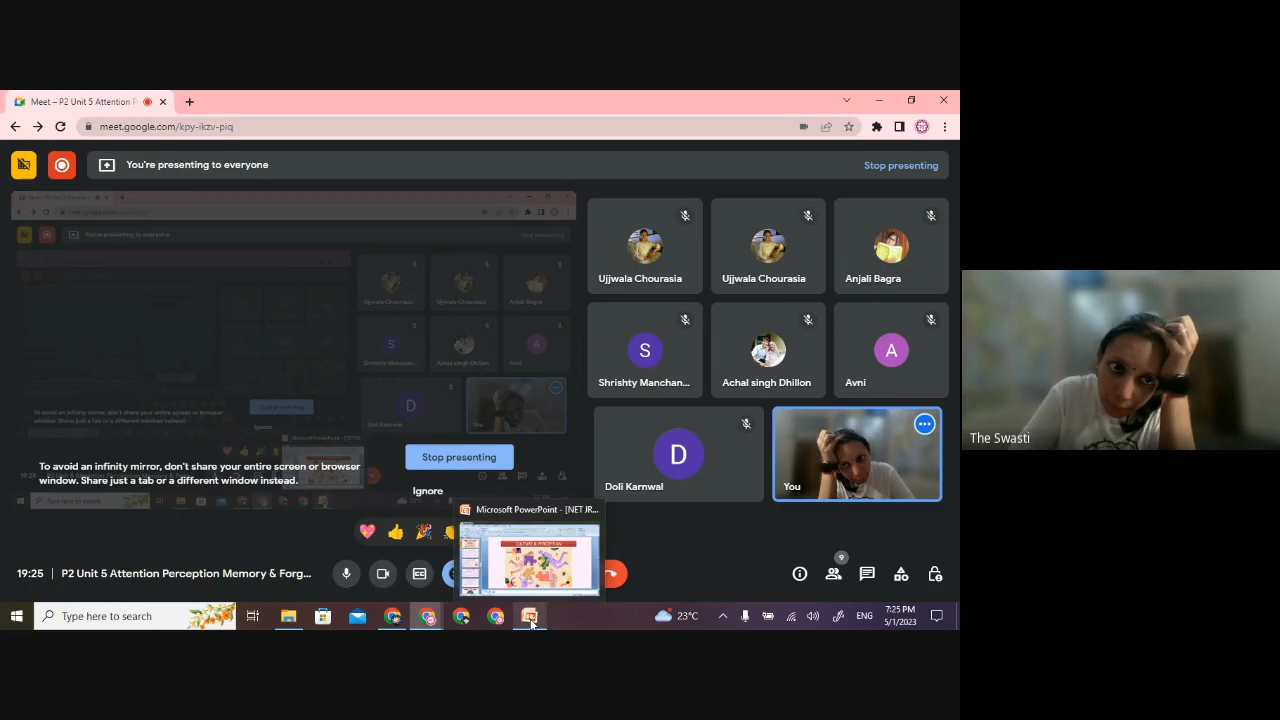 Meet – P2 Unit 5 Attention P
meet.google.com/kpy-ikzv-piq
You're presenting to everyone
Stop presenting
Ujjwala Chourasia
Ujjwala Chourasia
Anjali Bagra
Shrishty Manchan...
Achal singh Dhillon
Avni
Doli Karnwal
You
S
A
D
To avoid an infinity mirror, don't share your entire screen or browser
window. Share just a tab or a different window instead.
Stop presenting
Ignore
Microsoft PowerPoint - [NET JR...
CULTURE & PERCEPTION
19:25 | P2 Unit 5 Attention Perception Memory & Forg...
9
Type here to search
23°C
ENG
7:25 PM
5/1/2023
The Swasti